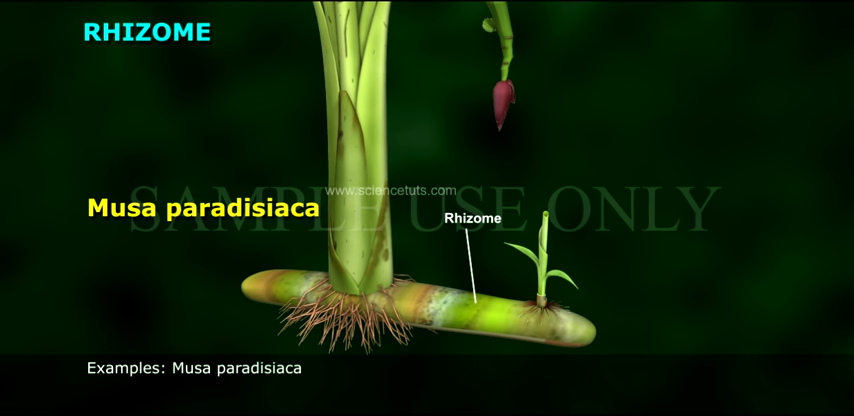 RHIZOME
www.sciencetuts.com
SAMPLE USE ONLY
Musa paradisiaca
Rhizome
Examples: Musa paradisiaca